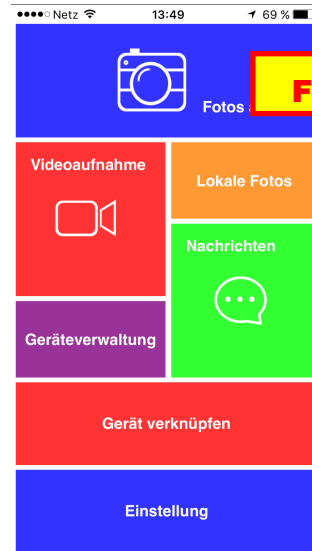 Netz 13:49 69 %
Fotos
F
Videoaufnahme
Lokale Fotos
Nachrichten
Geräteverwaltung
Gerät verknüpfen
Einstellung